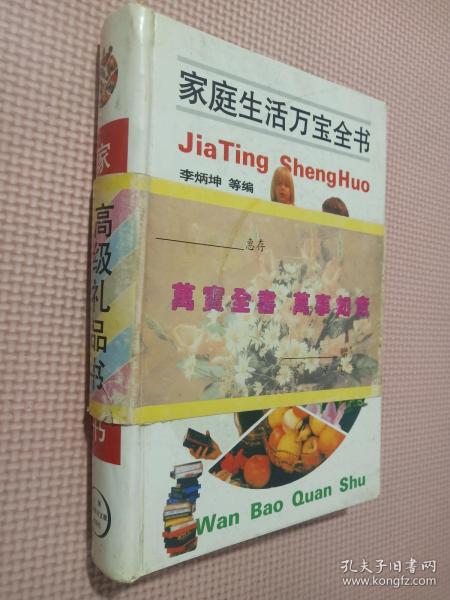 家庭生活万宝全书
JiaTing ShengHuo
李炳坤 等编
惠存
萬寶全書 萬事如意
赠
Wan Bao Quan Shu
家
高级礼品书
书
孔夫子旧书网
www.kongfz.com